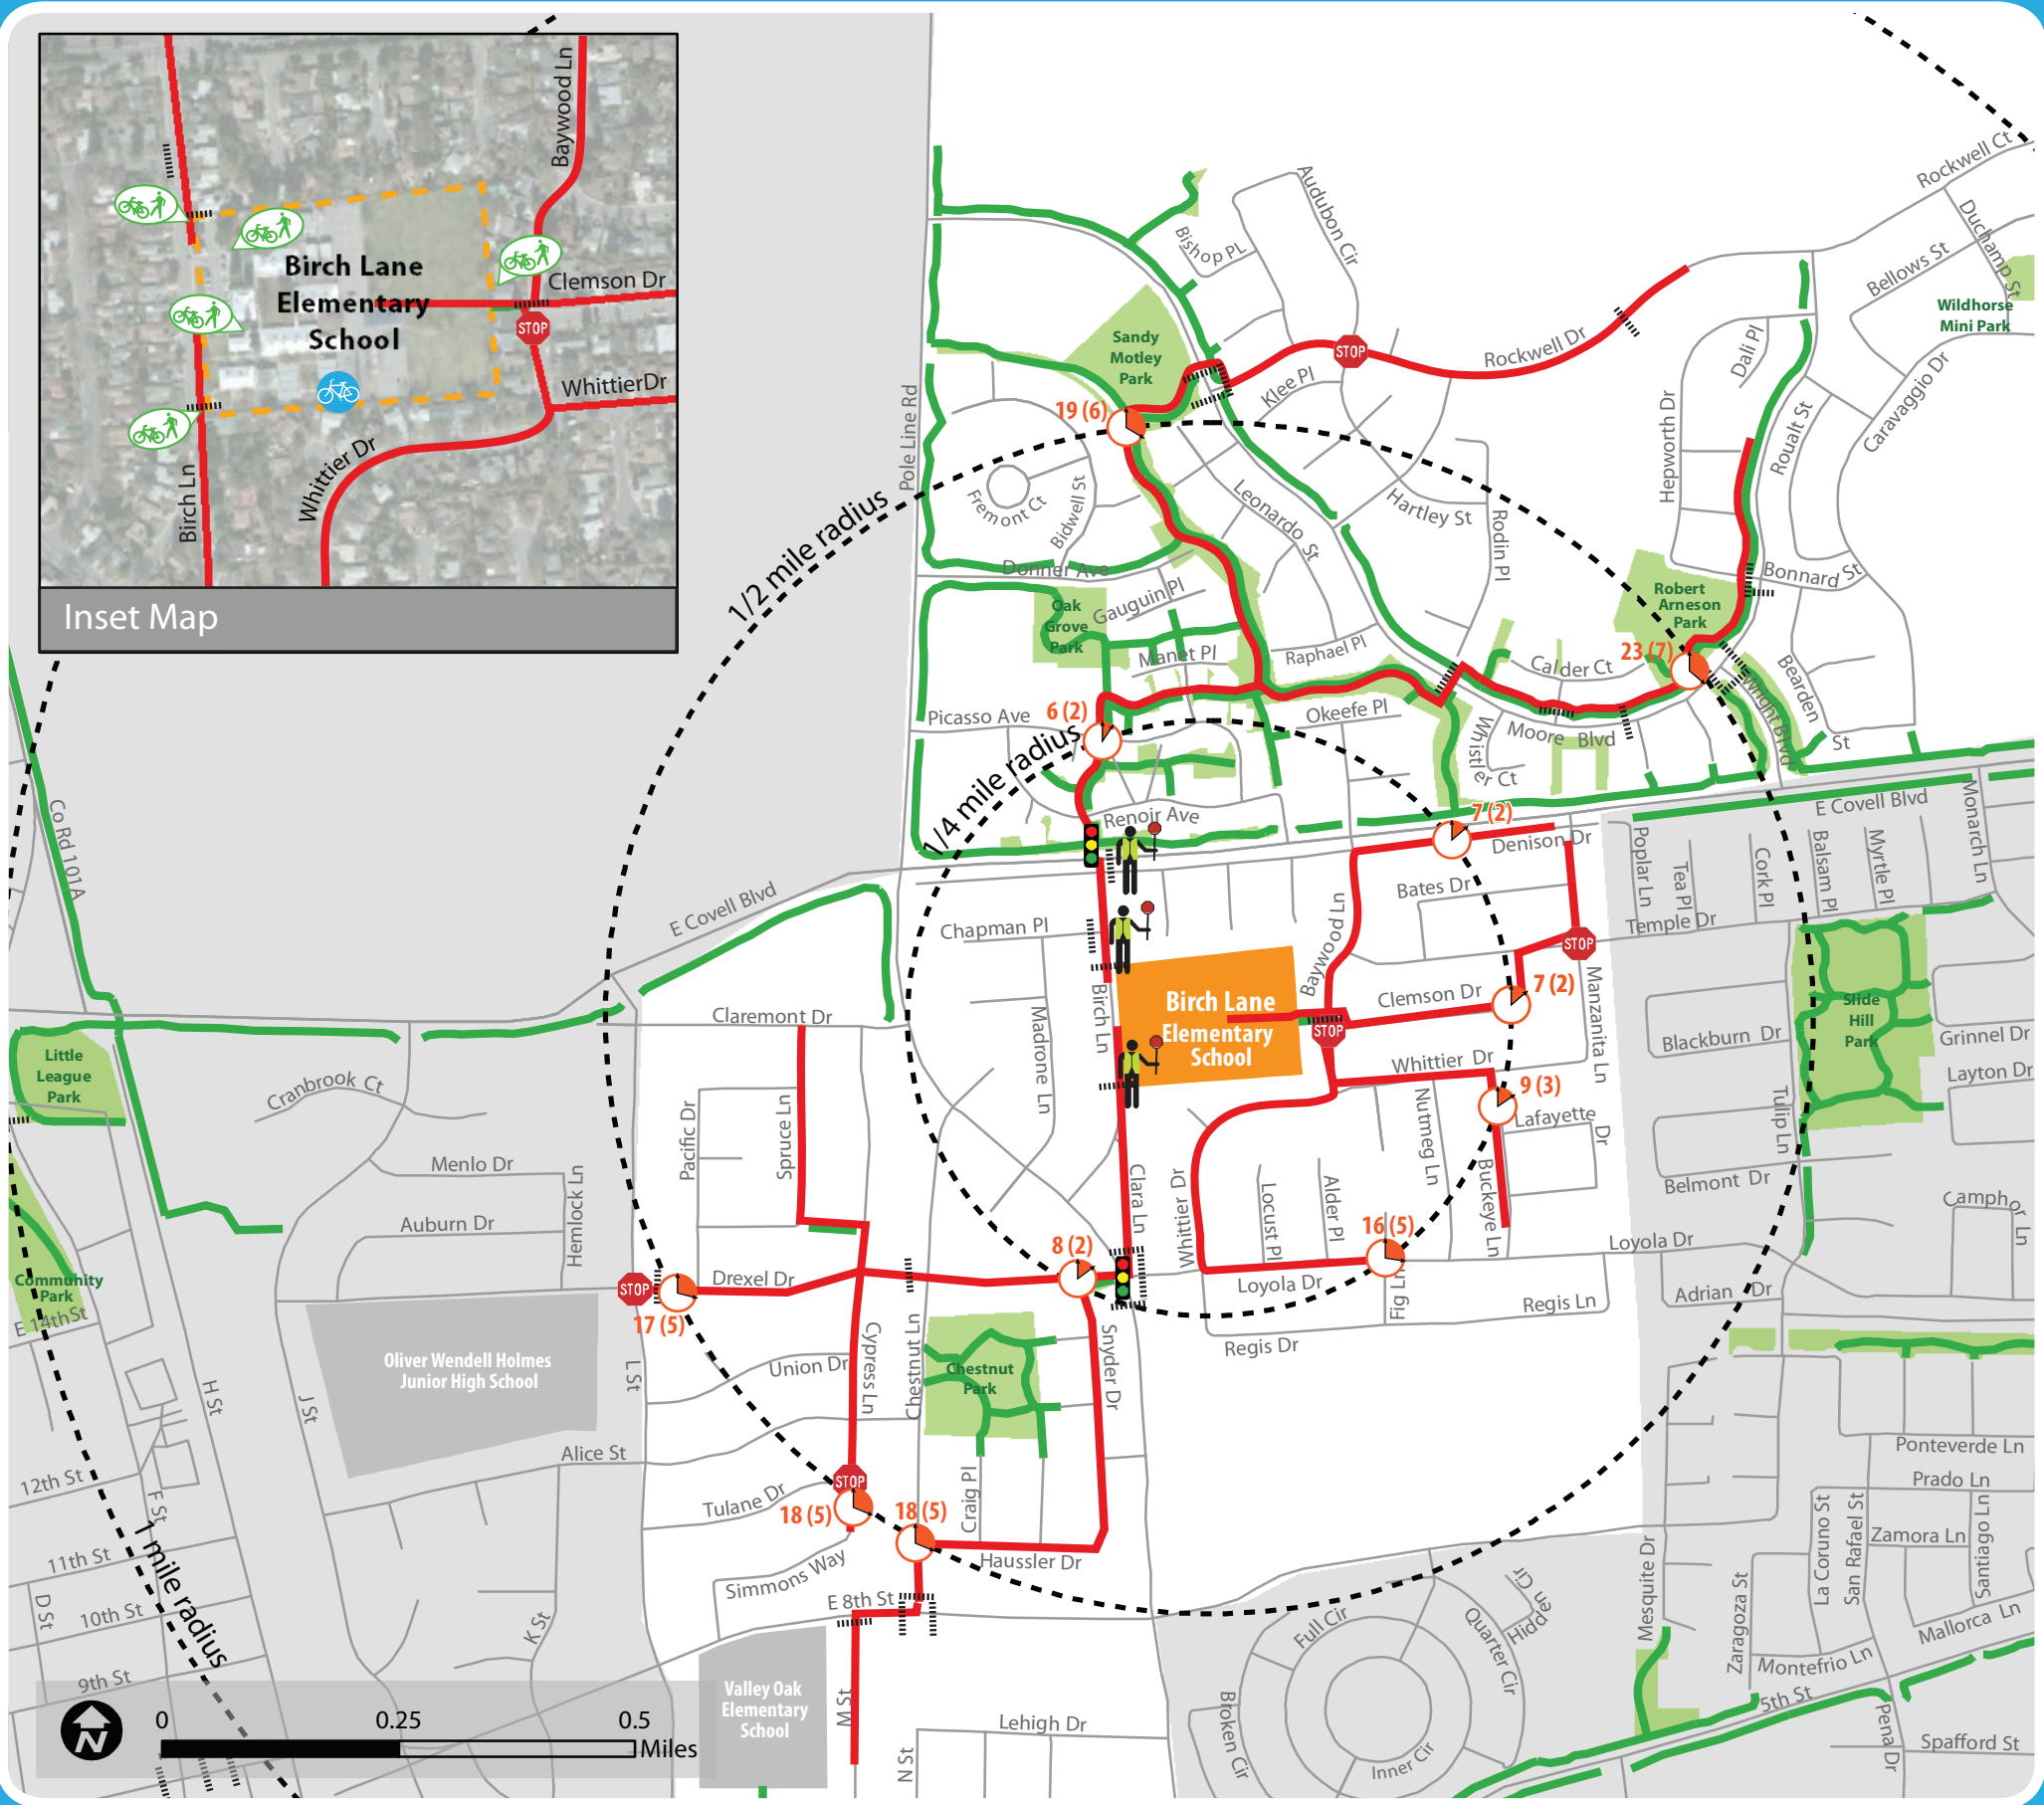 Baywood Ln
Birch Lane
Elementary
School
Clemson Dr
STOP
WhittierDr
Whittier Dr
Birch Ln
Inset Map
Rockwell Ct
Duchamp St
Bellows St
Wildhorse
Mini Park
Caravaggio Dr
Audubon Cir
Bishop PL
Sandy
Motley
Park
STOP
Rockwell Dr
Klee Pl
Dali Pl
Hepworth Dr
Roualt St
19 (6)
Pole Line Rd
1/2 mile radius
Fremont Ct
Bidwell St
Leonardo St
Hartley St
Rodin Pl
Donner Ave
Bonnard St
Oak
Grove
Park
Gauguin Pl
Manet Pl
Raphael Pl
Robert
Arneson
Park
23 (7)
Calder Ct
Bearden
St
Wright Blvd
6 (2)
Picasso Ave
Okeefe Pl
Whistler Ct
Moore Blvd
1/4 mile radius
Renoir Ave
7 (2)
Denison Dr
E Covell Blvd
Monarch Ln
Poplar Ln
Tea Pl
Cork Pl
Balsam Pl
Myrtle Pl
Co Rd 101A
E Covell Blvd
Chapman Pl
Bates Dr
Temple Dr
STOP
Baywood Ln
Birch Ln
Madrone Ln
Birch Lane
Elementary
School
STOP
Clemson Dr
7 (2)
Manzanita Ln
Slide
Hill
Park
Blackburn Dr
Grinnel Dr
Layton Dr
Claremont Dr
Little
League
Park
Cranbrook Ct
Whittier Dr
9 (3)
Lafayette
Dr
Nutmeg Ln
Buckeye Ln
Tulip Ln
Belmont Dr
Camphor Ln
Pacific Dr
Spruce Ln
Menlo Dr
Auburn Dr
Hemlock Ln
Clara Ln
Whittier Dr
Locust Pl
Alder Pl
16 (5)
Loyola Dr
Loyola Dr
Fig Ln
Regis Ln
Regis Dr
Adrian Dr
8 (2)
Drexel Dr
STOP
17 (5)
Community
Park
E 14th St
Oliver Wendell Holmes
Junior High School
L St
J St
H St
Union Dr
Cypress Ln
Chestnut Ln
Chestnut
Park
Snyder Dr
Alice St
12th St
F St
Tulane Dr
STOP
18 (5)
18 (5)
Craig Pl
Haussler Dr
Simmons Way
E 8th St
11th St
1 mile radius
D St
10th St
K St
9th St
Ponteverde Ln
Prado Ln
La Coruno St
San Rafael St
Zamora Ln
Santiago Ln
Mallorca Ln
Mesquite Dr
Zaragoza St
Montefrio Ln
5th St
Pena Dr
Spafford St
Full Cir
Quarter Cir
Hidden Cir
Broken Cir
Inner Cir
Valley Oak
Elementary
School
M St
N St
Lehigh Dr
N
0
0.25
0.5
Miles